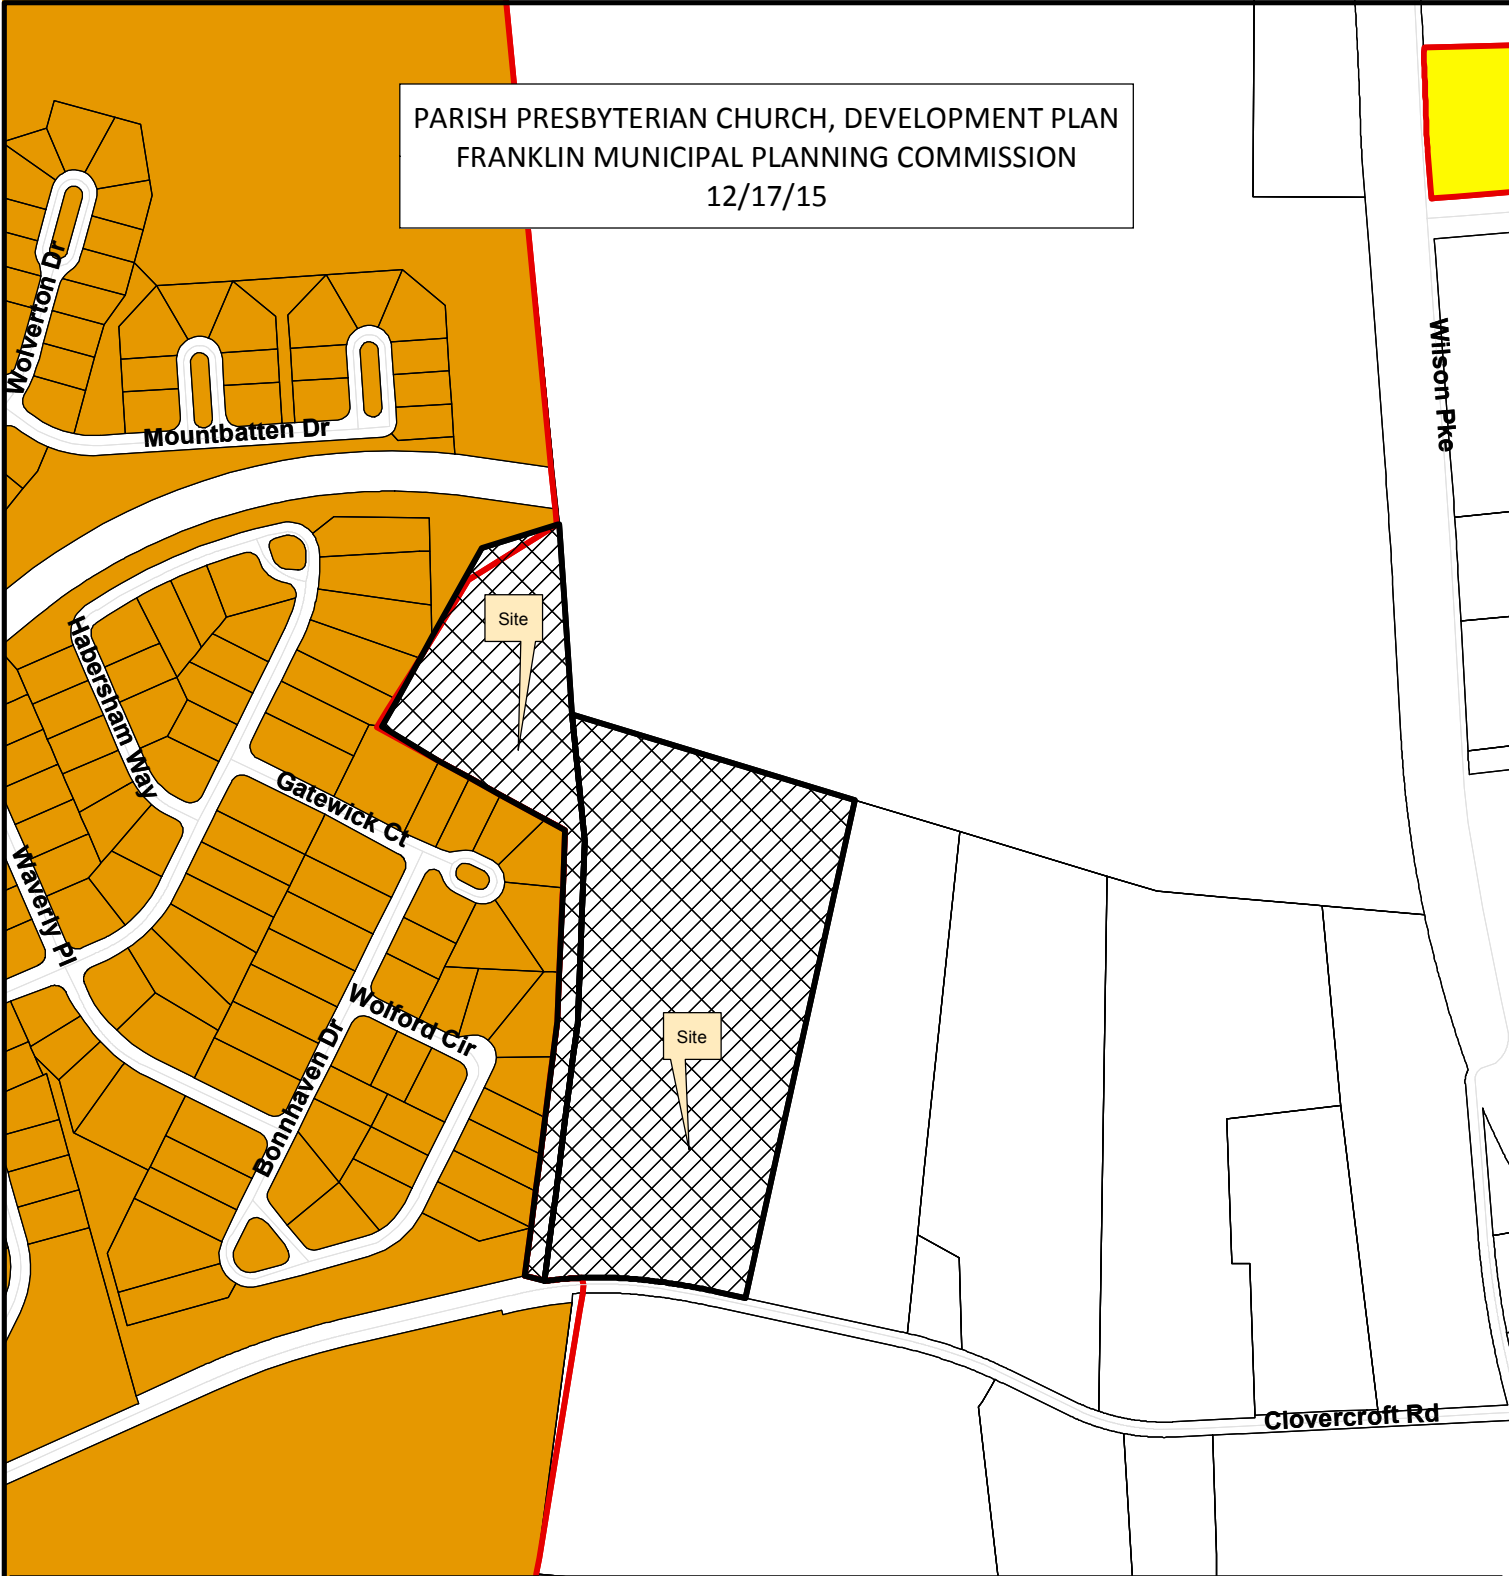 PARISH PRESBYTERIAN CHURCH, DEVELOPMENT PLAN
FRANKLIN MUNICIPAL PLANNING COMMISSION
12/17/15
Wolverton Dr
Mountbatten Dr
Wilson Pke
Site
Habersham Way
Gatewick Ct
Waverly Pl
Wolford Cir
Site
Bonnhaven Dr
Clovercroft Rd